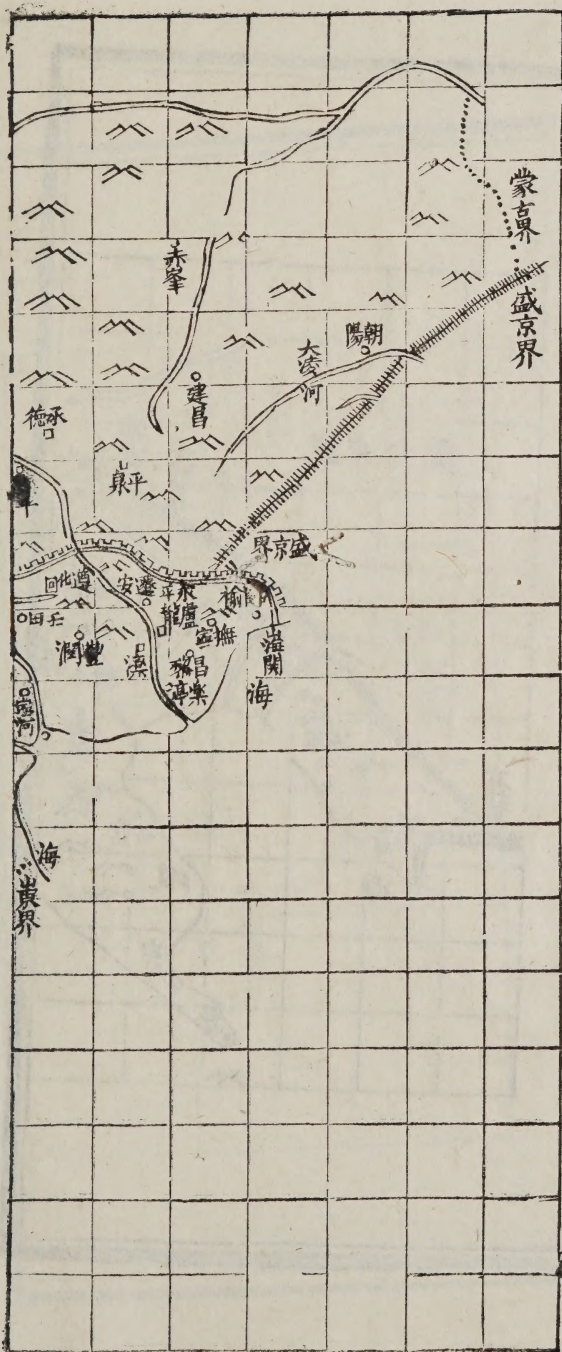 蒙古界
盛京界
赤峯
朝陽
大凌河
建昌
承德
平泉
盛京界
遵化
遷安
永平
盧龍
臨榆
撫寧
山海關
玉田
豐潤
灤
昌黎
樂亭
海
寧河
海
山東界